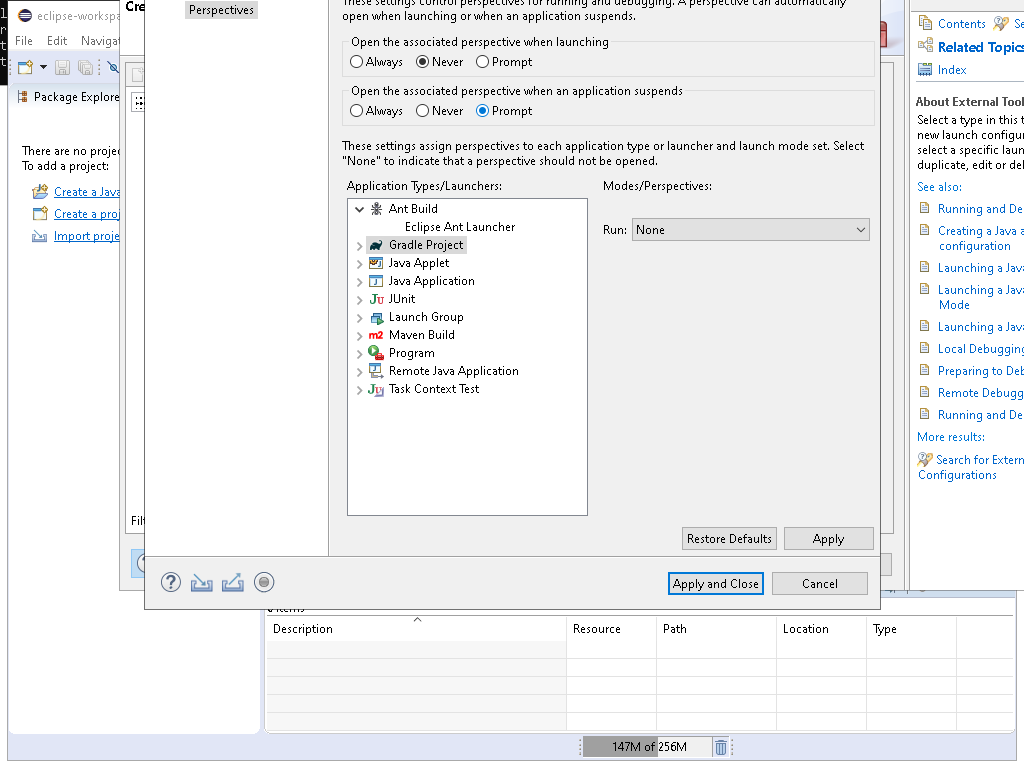 Cre
Perspectives
These settings control perspectives for running and debugging. A perspective can automatically
open when launching or when an application suspends.
Open the associated perspective when launching
Always Never Prompt
Open the associated perspective when an application suspends
Always Never Prompt
These settings assign perspectives to each application type or launcher and launch mode set. Select
"None" to indicate that a perspective should not be opened.
Application Types/Launchers:
Modes/Perspectives:
Ant Build
Eclipse Ant Launcher
Gradle Project
Java Applet
Java Application
JUnit
Launch Group
Maven Build
Program
Remote Java Application
Task Context Test
Run: None
Restore Defaults Apply
Apply and Close Cancel
eclipse-workspa
File Edit Navigat
Package Explore
There are no projec
To add a project:
Create a Java
Create a proj
Import proje
Filt
Contents Se
Related Topics
Index
About External Tool
Select a type in this t
new launch configur
select a specific laun
duplicate, edit or del
See also:
Running and De
Creating a Java a
configuration
Launching a Java
Launching a Java
Mode
Launching a Java
Local Debugging
Preparing to Deb
Remote Debugg
Running and De
More results:
Search for Extern
Configurations
items
Description Resource Path Location Type
147M of 256M